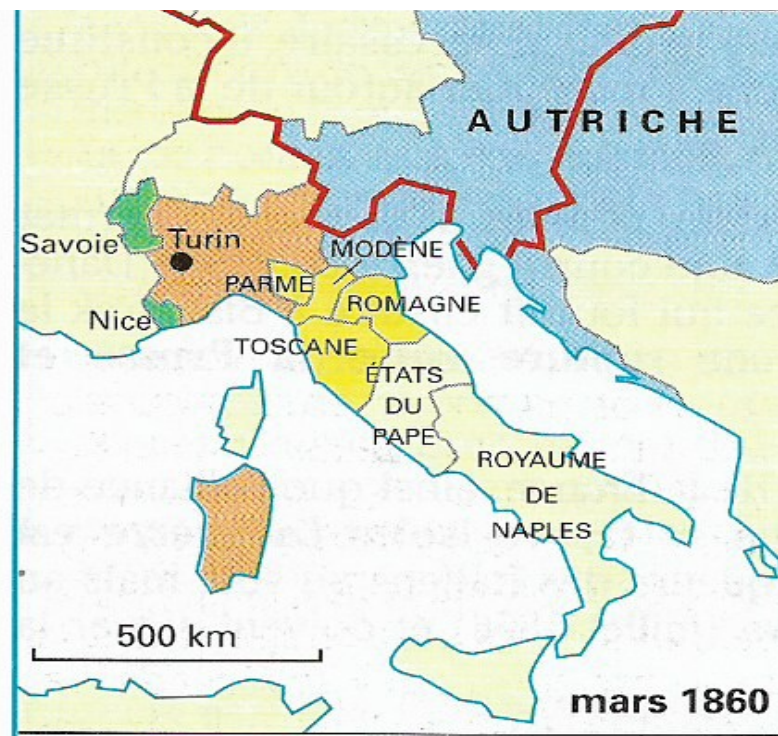 AUTRICHE
Savoie
Turin
MODÈNE
PARME
Nice
ROMAGNE
TOSCANE
ÉTATS
DU
PAPE
ROYAUME
DE
NAPLES
500 km
mars 1860